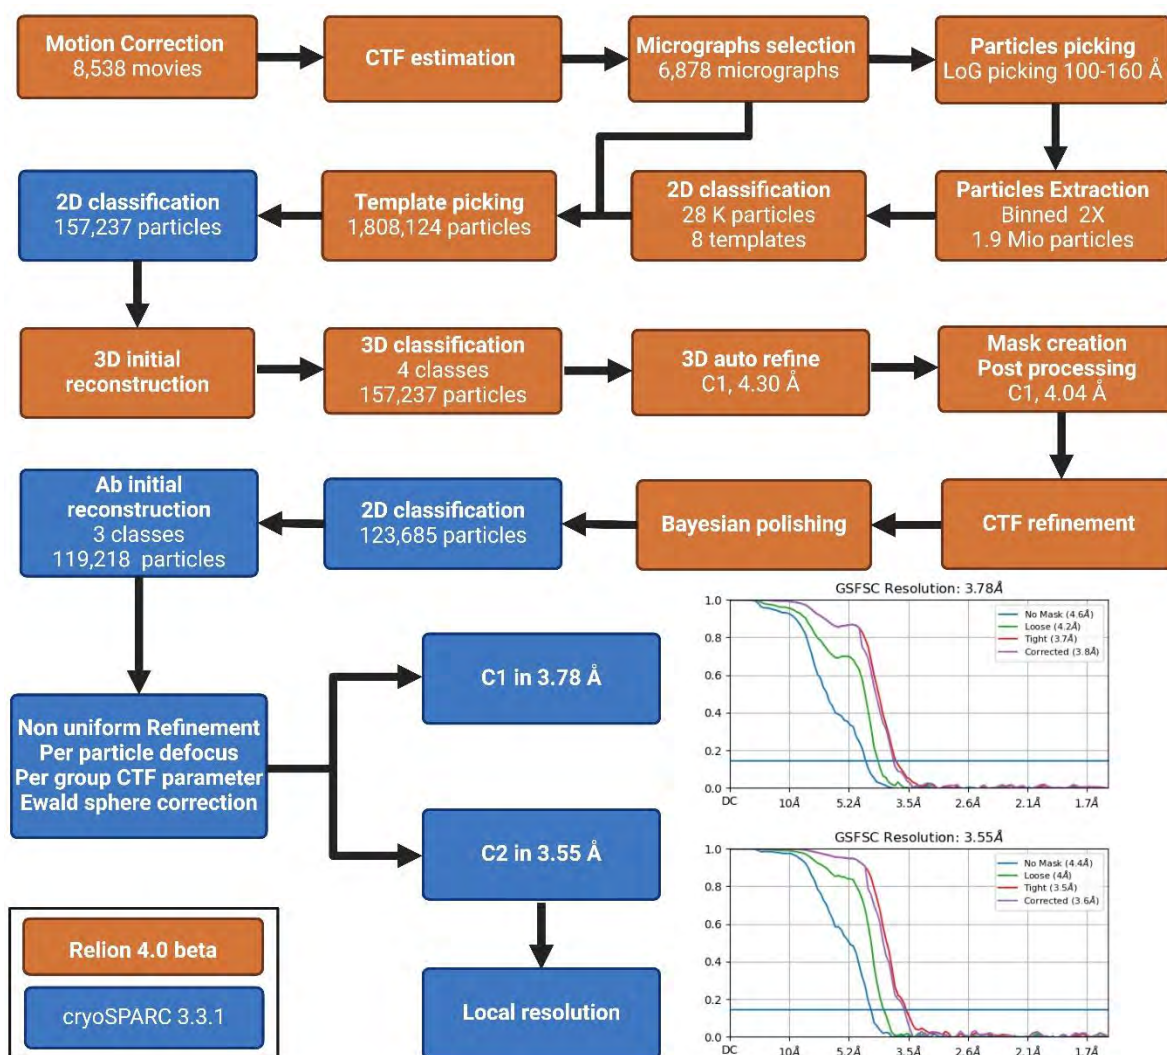 Motion Correction
8,538 movies
CTF estimation
Micrographs selection
6,878 micrographs
Particles picking
LoG picking 100-160 Å
2D classification
157,237 particles
Template picking
1,808,124 particles
2D classification
28 K particles
8 templates
Particles Extraction
Binned 2X
1.9 Mio particles
3D initial
reconstruction
3D classification
4 classes
157,237 particles
3D auto refine
C1, 4.30 Å
Mask creation
Post processing
C1, 4.04 Å
Ab initial
reconstruction
3 classes
119,218 particles
2D classification
123,685 particles
Bayesian polishing
CTF refinement
Non uniform Refinement
Per particle defocus
Per group CTF parameter
Ewald sphere correction
C1 in 3.78 Å
C2 in 3.55 Å
Local resolution
GSFSC Resolution: 3.78Å
1.0
0.8
0.6
0.4
0.2
0.0
No Mask (4.6Å)
Loose (4.2Å)
Tight (3.7Å)
Corrected (3.8Å)
DC 10Å 5.2Å 3.5Å 2.6Å 2.1Å 1.7Å
GSFSC Resolution: 3.55Å
1.0
0.8
0.6
0.4
0.2
0.0
No Mask (4.4Å)
Loose (4Å)
Tight (3.5Å)
Corrected (3.6Å)
DC 10Å 5.2Å 3.5Å 2.6Å 2.1Å 1.7Å
Relion 4.0 beta
cryoSPARC 3.3.1